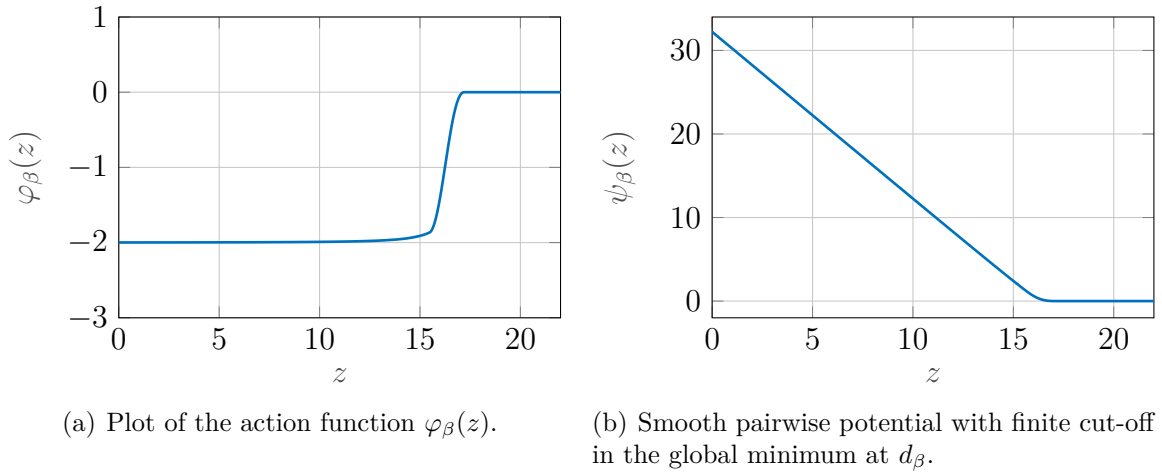 1
0
−1
−2
−3
0
5
10
15
20
z
φβ(z)
30
20
10
0
0
5
10
15
20
z
ψβ(z)
(a) Plot of the action function φβ(z).
(b) Smooth pairwise potential with finite cut-off
in the global minimum at dβ.